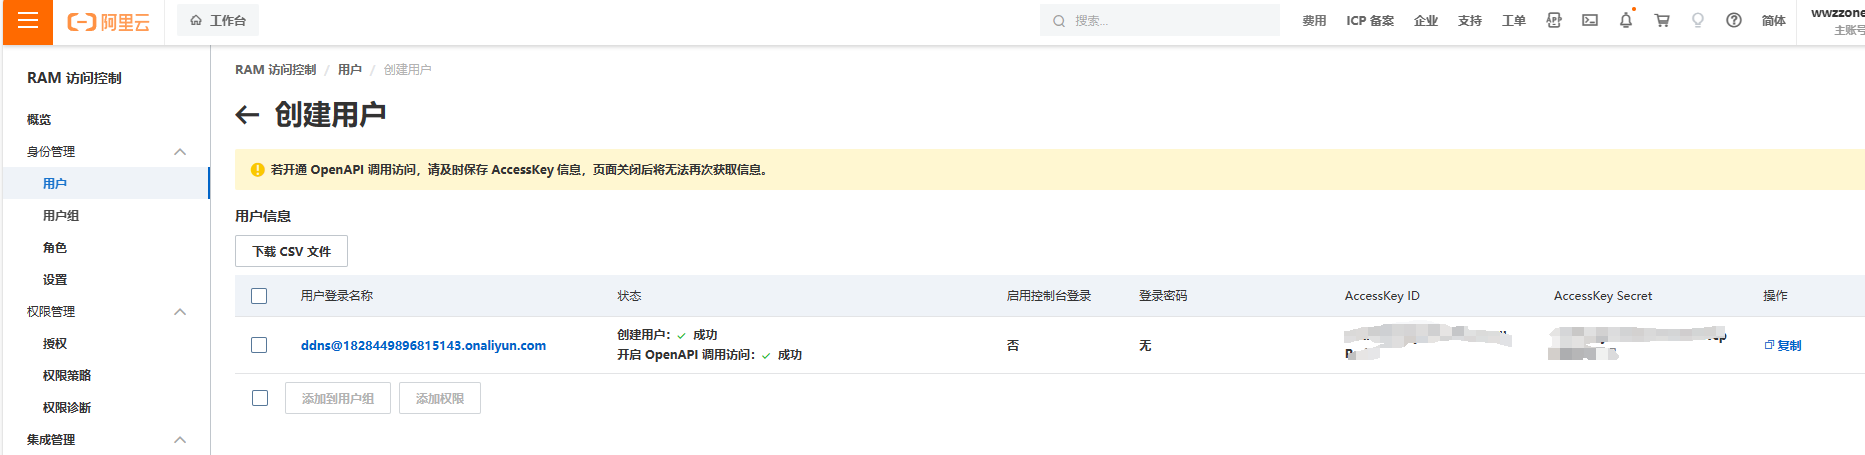 阿里云 工作台 搜索... 费用 ICP 备案 企业 支持 工单 简体 wwzzone
主账号
RAM 访问控制
概览
身份管理
用户
用户组
角色
设置
权限管理
授权
权限策略
权限诊断
集成管理
RAM 访问控制 / 用户 / 创建用户
创建用户
若开通 OpenAPI 调用访问，请及时保存 AccessKey 信息，页面关闭后将无法再次获取信息。
用户信息
下载 CSV 文件
用户登录名称 状态 启用控制台登录 登录密码 AccessKey ID AccessKey Secret 操作
ddns@1828449896815143.onaliyun.com
创建用户： 成功
开启 OpenAPI 调用访问： 成功
否 无 复制
添加到用户组 添加权限